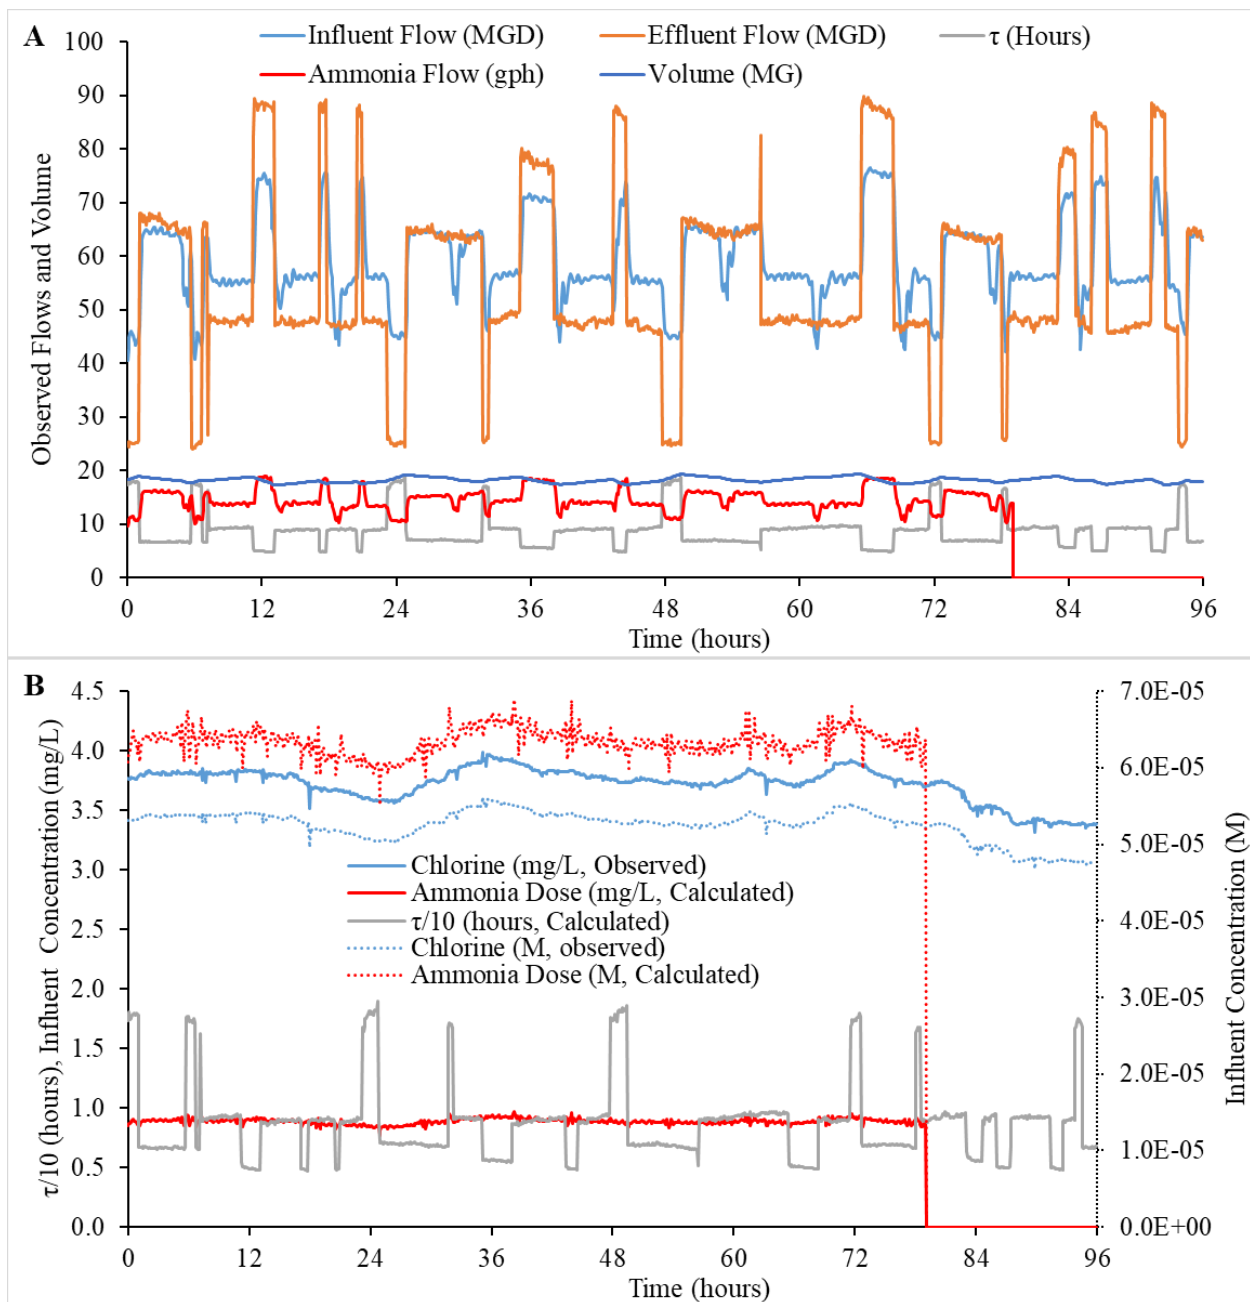 A
Influent Flow (MGD) Effluent Flow (MGD) τ (Hours)
Ammonia Flow (gph) Volume (MG)
Observed Flows and Volume
100
90
80
70
60
50
40
30
20
10
0
0 12 24 36 48 60 72 84 96
Time (hours)
B
τ/10 (hours), Influent Concentration (mg/L)
4.5
4.0
3.5
3.0
2.5
2.0
1.5
1.0
0.5
0.0
Chlorine (mg/L, Observed)
Ammonia Dose (mg/L, Calculated)
τ/10 (hours, Calculated)
Chlorine (M, observed)
Ammonia Dose (M, Calculated)
7.0E-05
6.0E-05
5.0E-05
4.0E-05
3.0E-05
2.0E-05
1.0E-05
0.0E+00
Influent Concentration (M)
0 12 24 36 48 60 72 84 96
Time (hours)